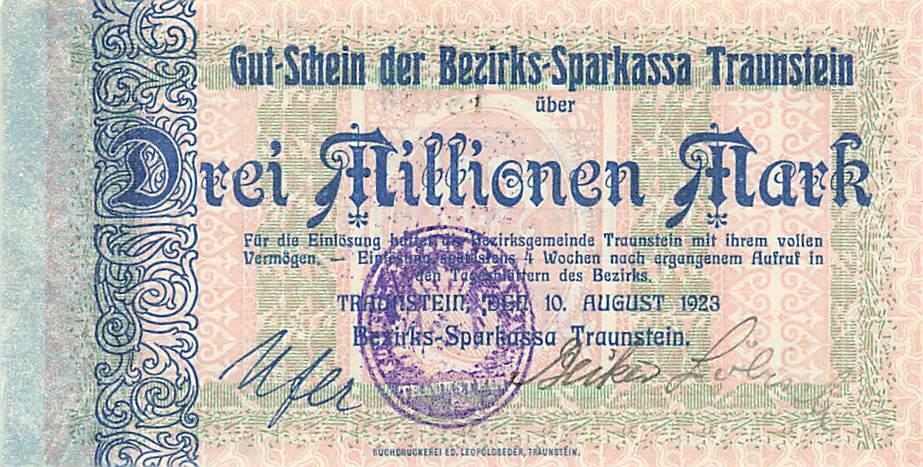 Gut-Schein der Bezirks-Sparkassa Traunstein
über
Drei Millionen Mark
Für die Einlösung haftet die Bezirksgemeinde Traunstein mit ihrem vollen
Vermögen. — Einlösung spätestens 4 Wochen nach ergangenem Aufruf in
den Tagesblättern des Bezirks.
TRAUNSTEIN, DEN 10. AUGUST 1923
Bezirks-Sparkassa Traunstein.
BUCHDRUCKEREI ED. LEOPOLDSEDER, TRAUNSTEIN.